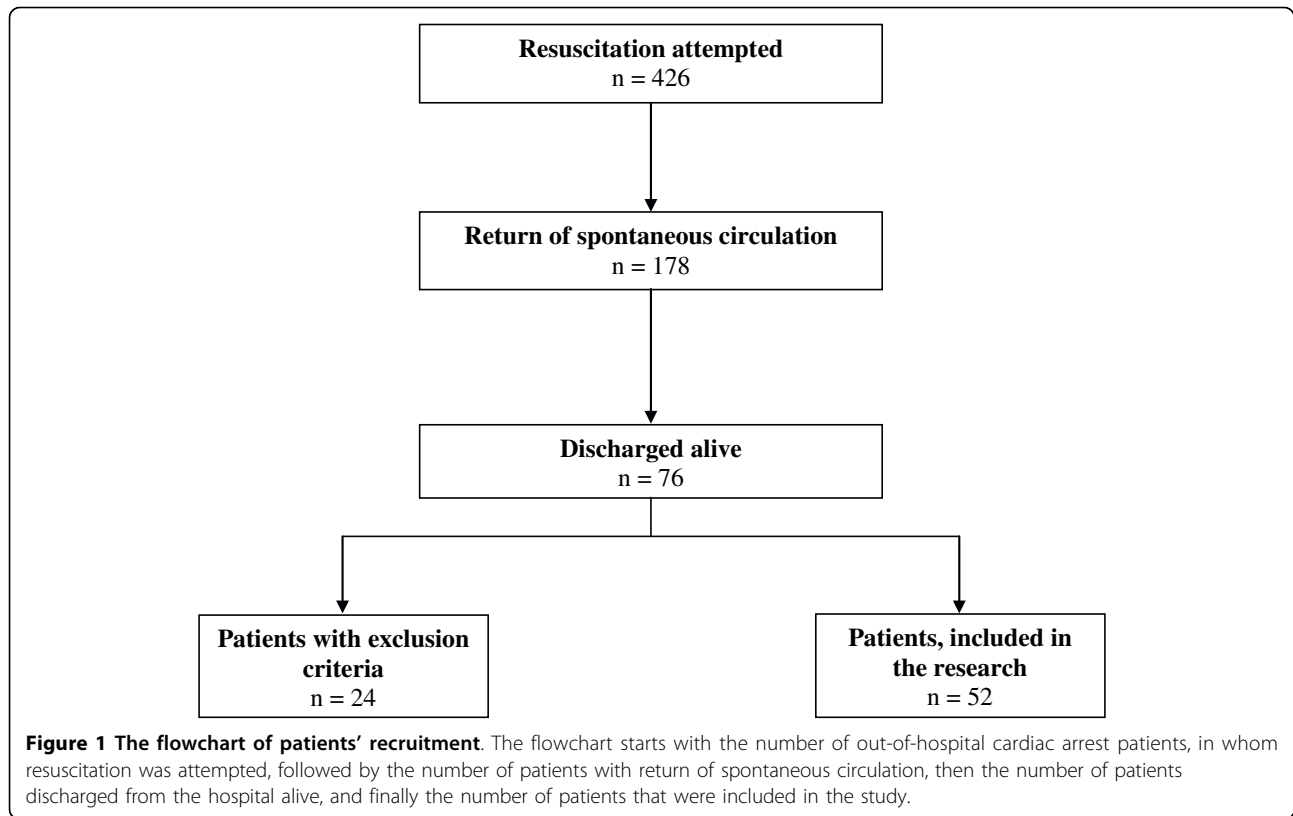 Resuscitation attempted
n = 426
Return of spontaneous circulation
n = 178
Discharged alive
n = 76
Patients with exclusion
criteria
n = 24
Patients, included in
the research
n = 52
Figure 1 The flowchart of patients' recruitment. The flowchart starts with the number of out-of-hospital cardiac arrest patients, in whom
resuscitation was attempted, followed by the number of patients with return of spontaneous circulation, then the number of patients
discharged from the hospital alive, and finally the number of patients that were included in the study.